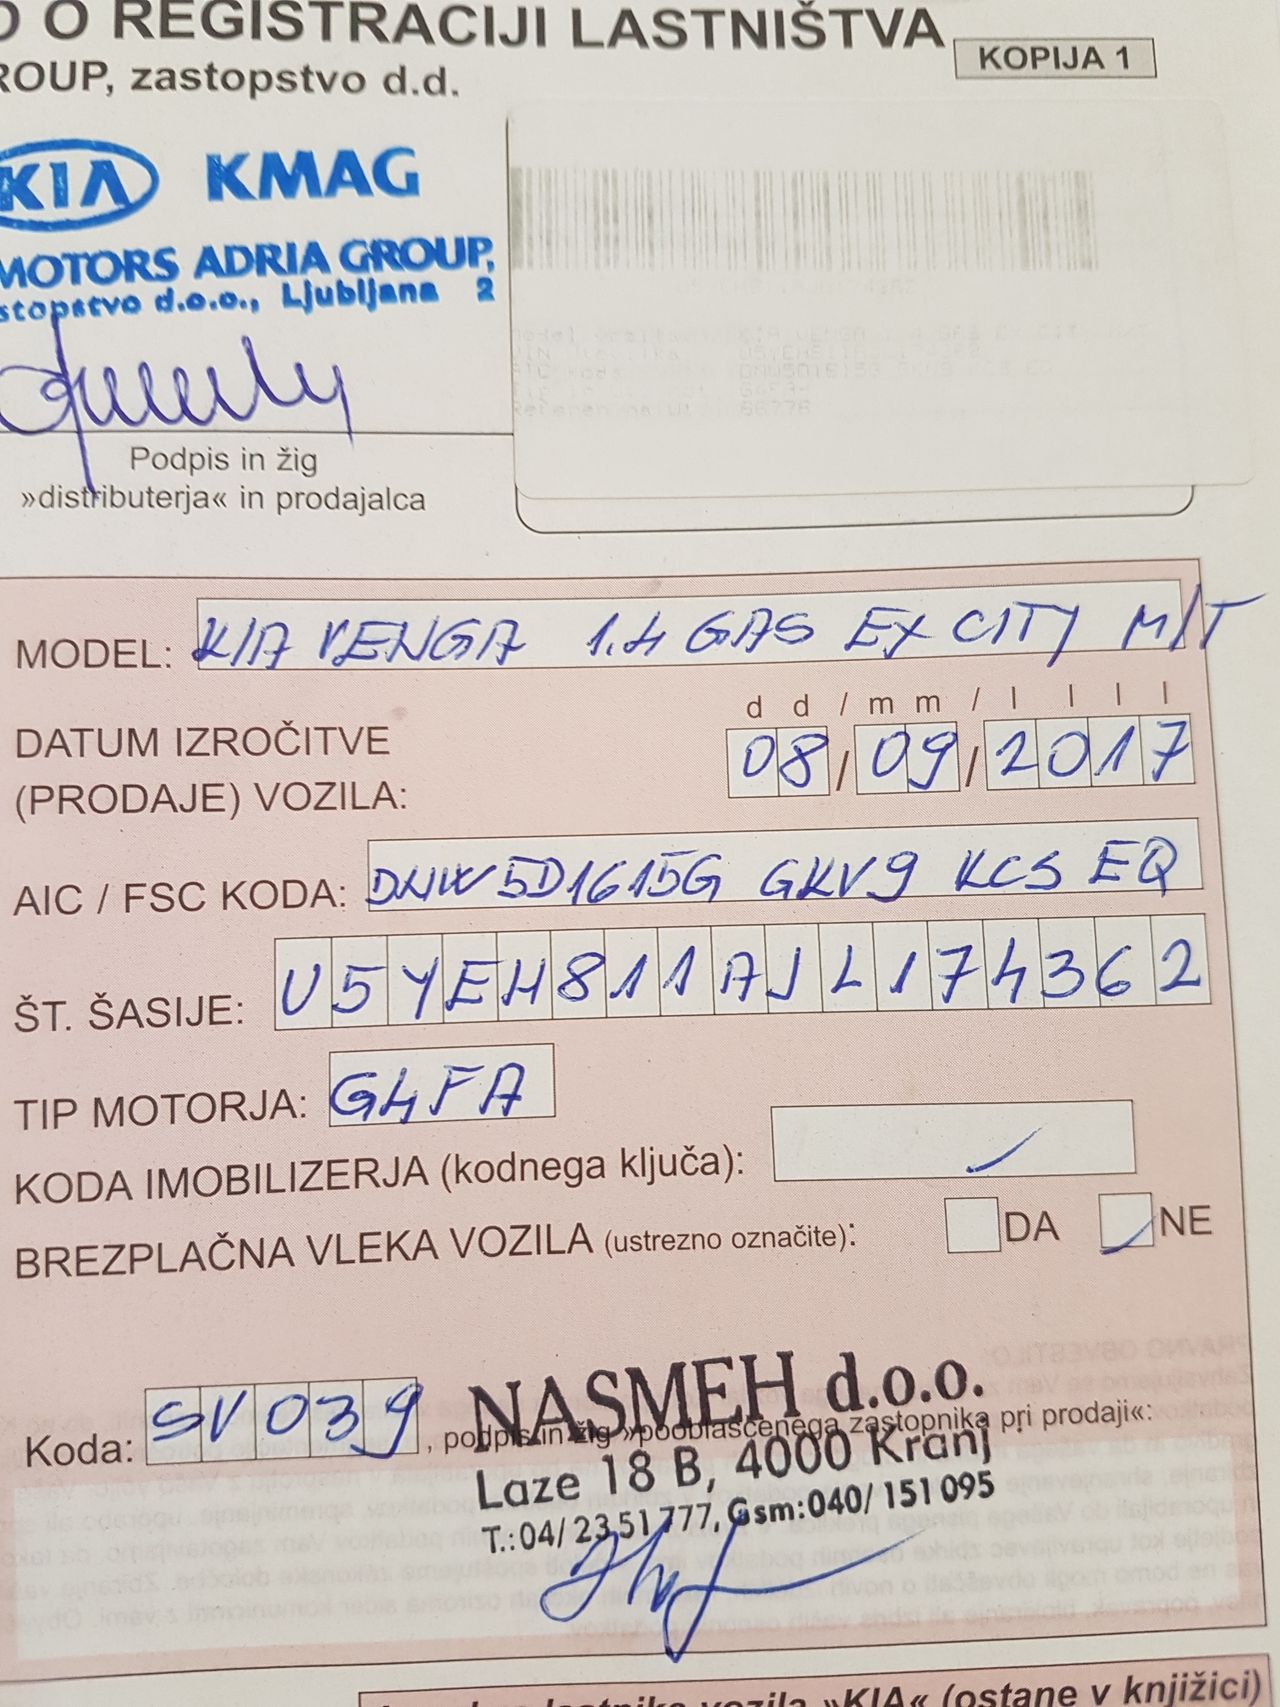 O REGISTRACIJI LASTNIŠTVA
KOPIJA 1
ROUP, zastopstvo d.d.
KIA KMAG
MOTORS ADRIA GROUP,
stopstvo d.o.o., Ljubljana 2
Podpis in žig
»distributerja« in prodajalca
MODEL: KIA VENGA 1.4 GAS EX CITY M/T
d d / m m / l l l l
DATUM IZROČITVE
(PRODAJE) VOZILA: 08/09/2017
AIC / FSC KODA: DNW5D1615G GKV9 KCS EQ
ŠT. ŠASIJE: U5YEH811AJL174362
TIP MOTORJA: G4FA
KODA IMOBILIZERJA (kodnega ključa):
BREZPLAČNA VLEKA VOZILA (ustrezno označite): DA NE
NASMEH d.o.o.
Koda: SV039, podpis in žig »pooblaščenega zastopnika pri prodaji«:
Laze 18 B, 4000 Kranj
T.: 04/ 23 51 777, Gsm: 040/ 151 095
lastnika vozila »KIA« (ostane v knjižici)